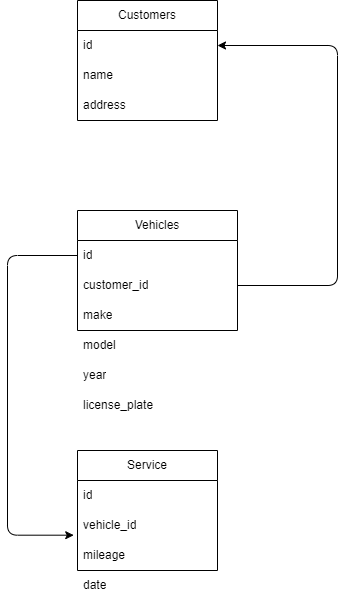 Customers
id
name
address
Vehicles
id
customer_id
make
model
year
license_plate
Service
id
vehicle_id
mileage
date